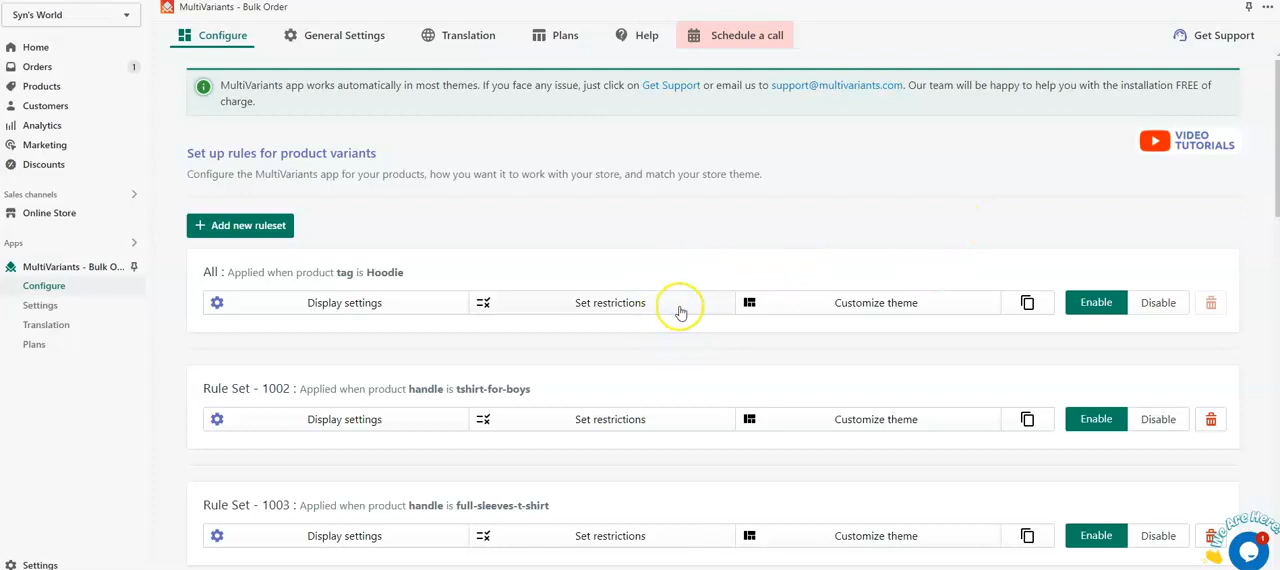 Syn's World
MultiVariants - Bulk Order
Configure
General Settings
Translation
Plans
Help
Schedule a call
Get Support
Home
Orders
1
Products
Customers
Analytics
Marketing
Discounts
Sales channels
Online Store
Apps
MultiVariants - Bulk O...
Configure
Settings
Translation
Plans
Settings
MultiVariants app works automatically in most themes. If you face any issue, just click on Get Support or email us to support@multivariants.com. Our team will be happy to help you with the installation FREE of
charge.
VIDEO
TUTORIALS
Set up rules for product variants
Configure the MultiVariants app for your products, how you want it to work with your store, and match your store theme.
+ Add new ruleset
All : Applied when product tag is Hoodie
Display settings
Set restrictions
Customize theme
Enable
Disable
Rule Set - 1002 : Applied when product handle is tshirt-for-boys
Display settings
Set restrictions
Customize theme
Enable
Disable
Rule Set - 1003 : Applied when product handle is full-sleeves-t-shirt
Display settings
Set restrictions
Customize theme
Enable
Disable
We Are Here
1